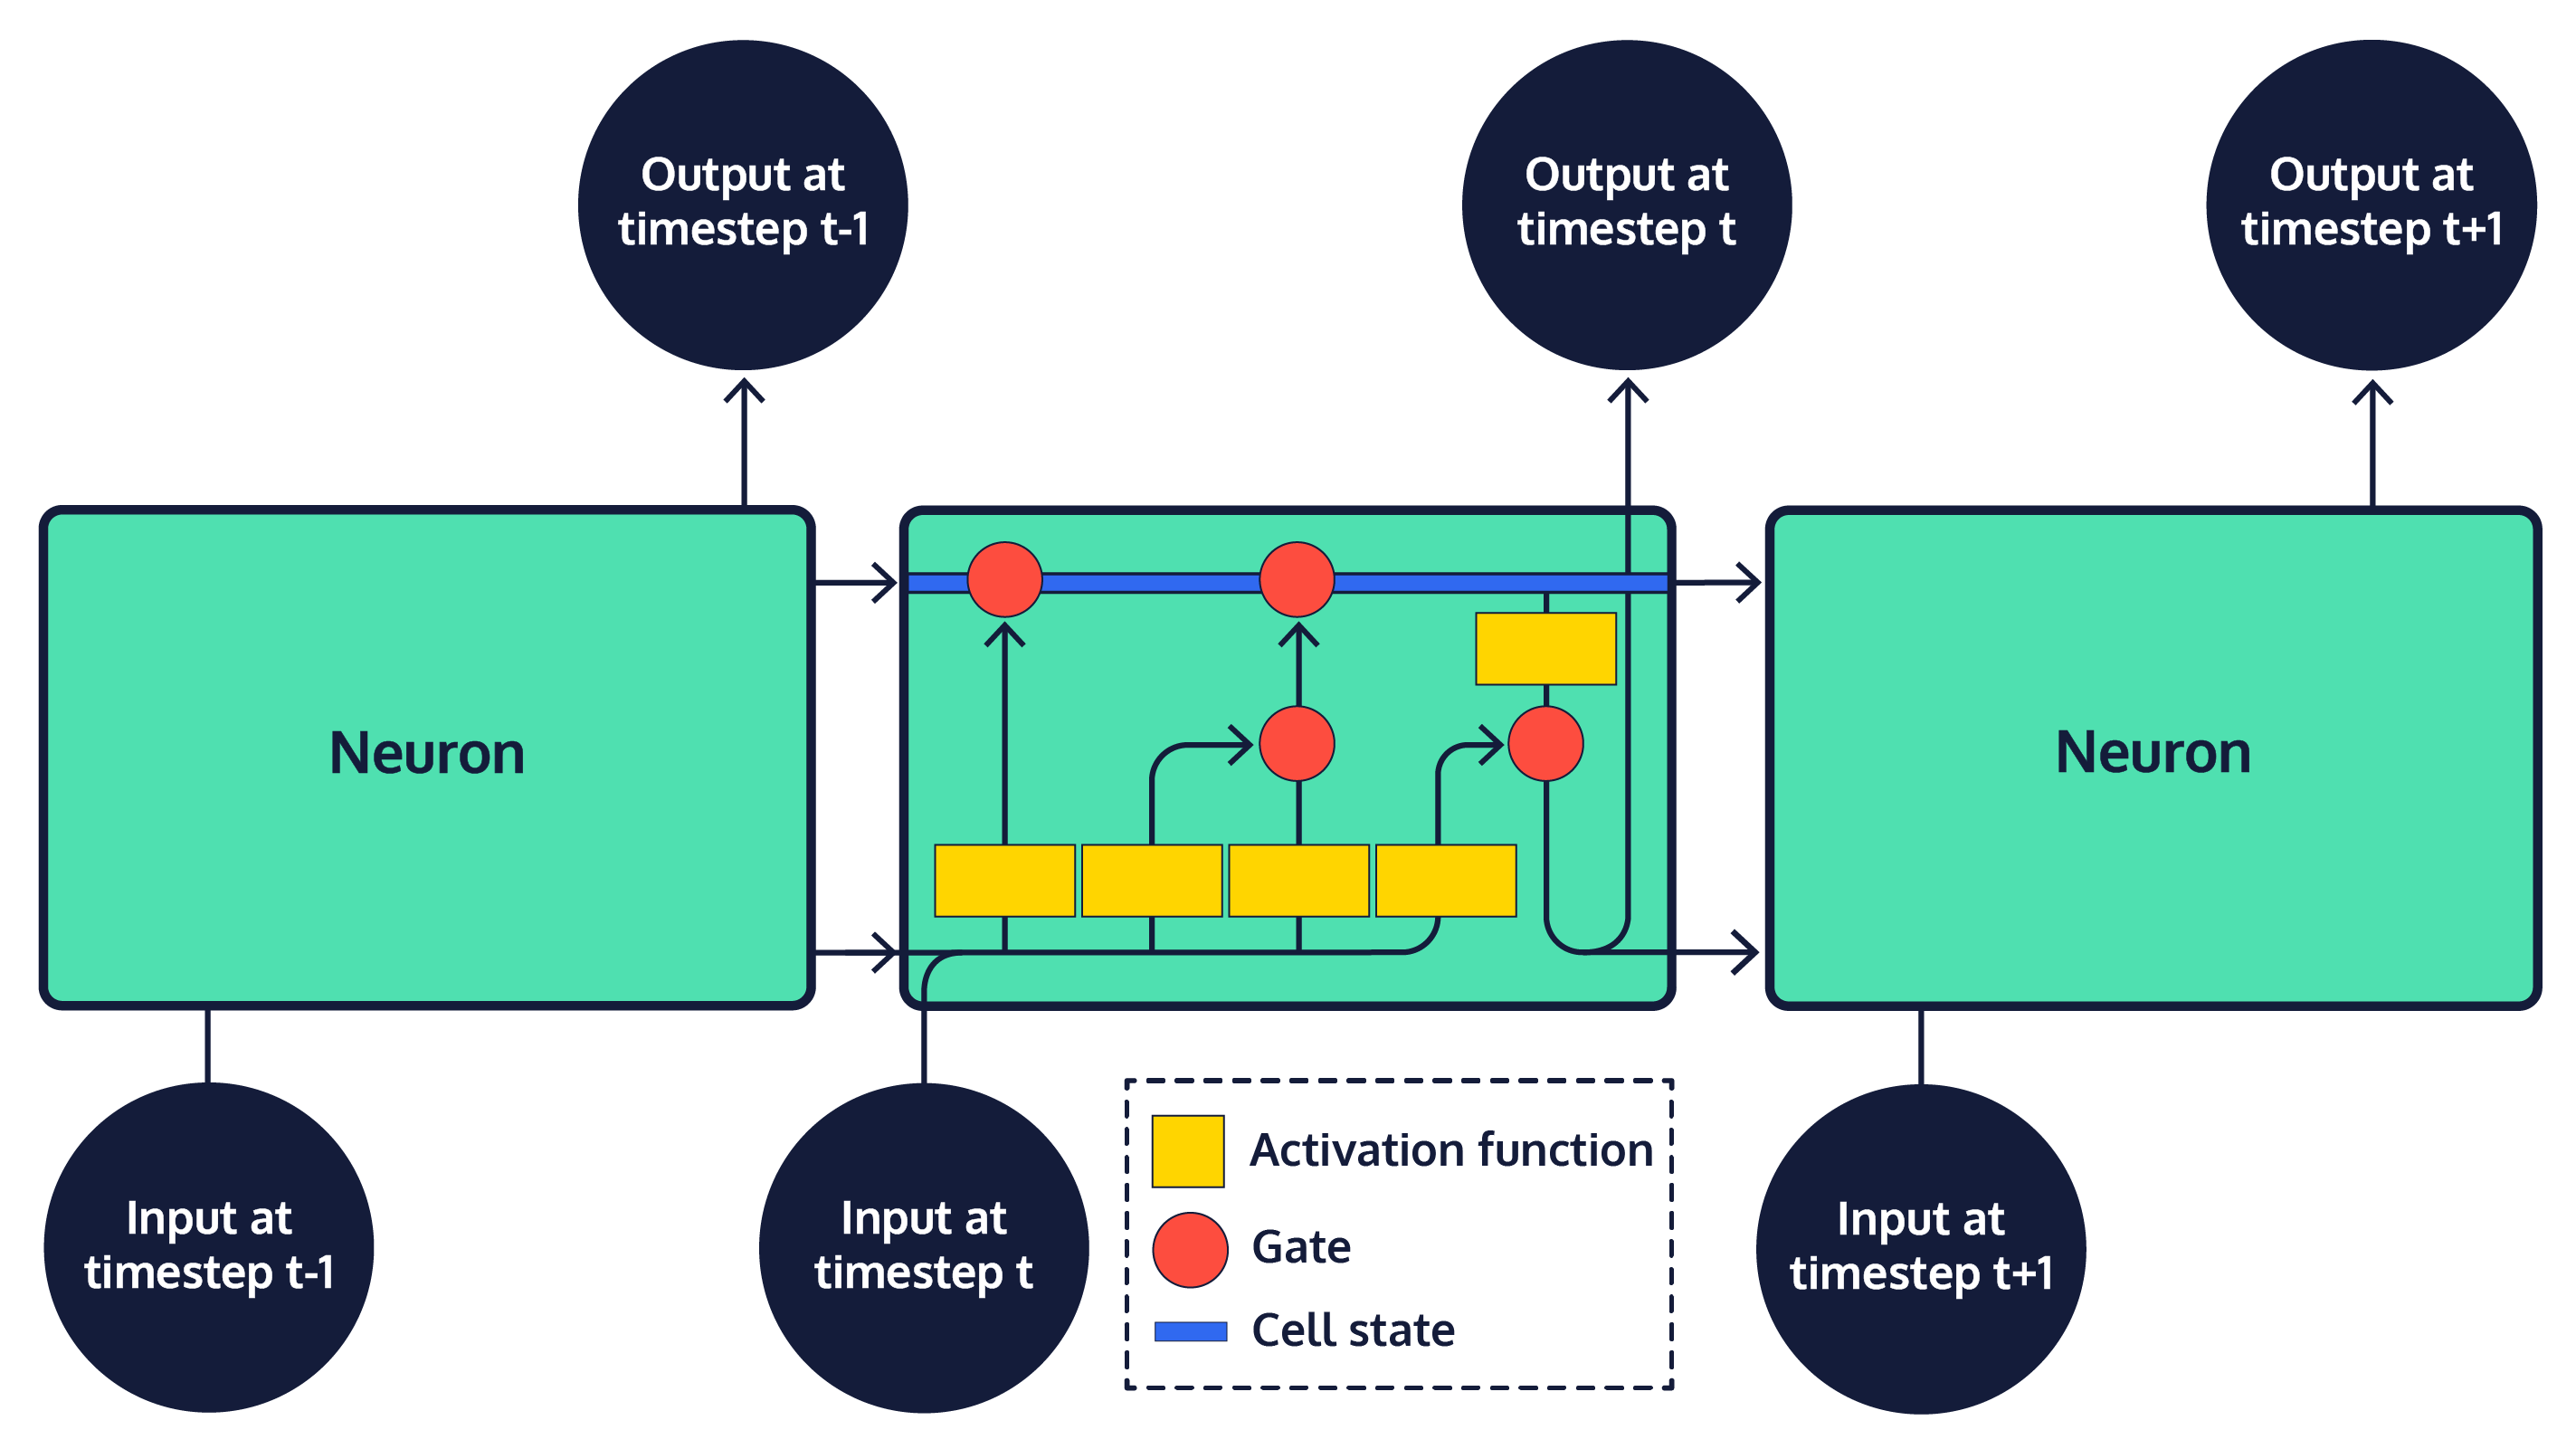 Output at
timestep t-1
Output at
timestep t
Output at
timestep t+1
Neuron
Neuron
Input at
timestep t-1
Input at
timestep t
Activation function
Gate
Cell state
Input at
timestep t+1